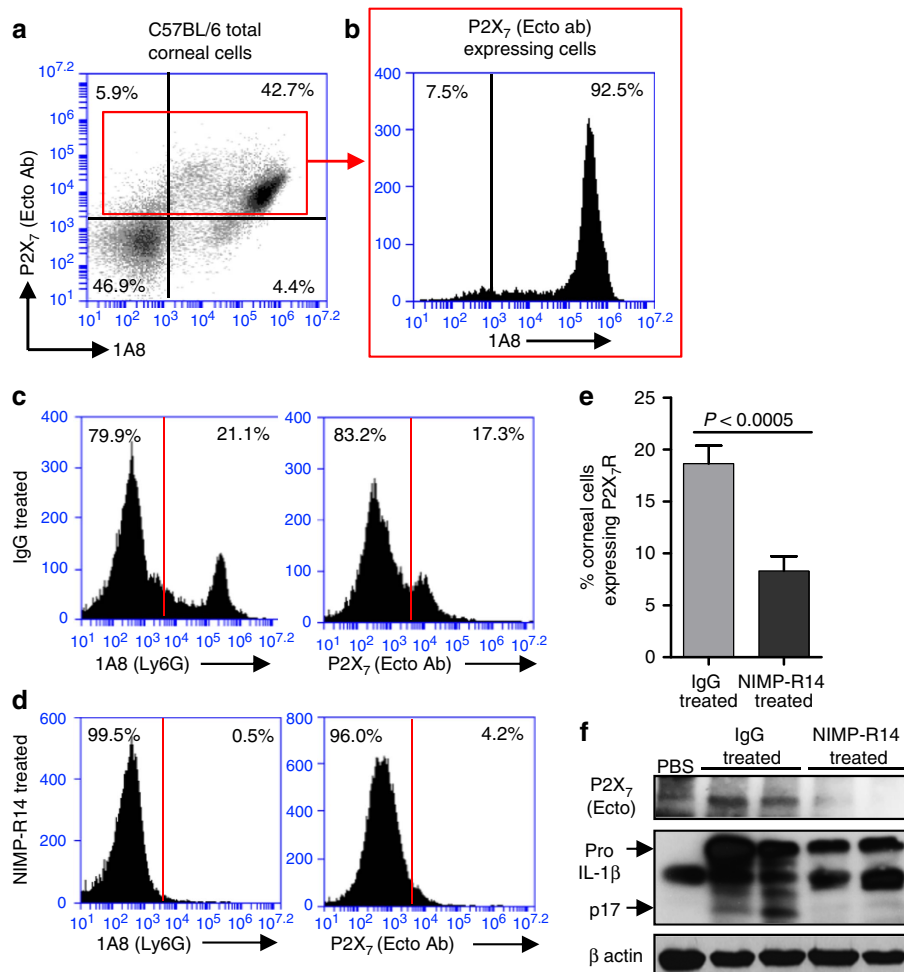 a
C57BL/6 total
corneal cells
P2X₇ (Ecto Ab)
10^7.2
10^6
10^5
10^4
10^3
10^2
10^1
5.9%
42.7%
46.9%
4.4%
10^1 10^2 10^3 10^4 10^5 10^6 10^7.2
1A8
b
P2X₇ (Ecto ab)
expressing cells
400
300
200
100
0
7.5%
92.5%
10^1 10^2 10^3 10^4 10^5 10^6 10^7.2
1A8
c
IgG treated
400
300
200
100
0
79.9%
21.1%
10^1 10^2 10^3 10^4 10^5 10^6 10^7.2
1A8 (Ly6G)
400
300
200
100
0
83.2%
17.3%
10^1 10^2 10^3 10^4 10^5 10^6 10^7.2
P2X₇ (Ecto Ab)
d
NIMP-R14 treated
600
400
200
0
99.5%
0.5%
10^1 10^2 10^3 10^4 10^5 10^6 10^7.2
1A8 (Ly6G)
800
600
400
200
0
96.0%
4.2%
10^1 10^2 10^3 10^4 10^5 10^6 10^7.2
P2X₇ (Ecto Ab)
e
% corneal cells
expressing P2X₇R
25
20
15
10
5
0
P < 0.0005
IgG
treated
NIMP-R14
treated
f
PBS
IgG
treated
NIMP-R14
treated
P2X₇
(Ecto)
Pro
IL-1β
p17
β actin